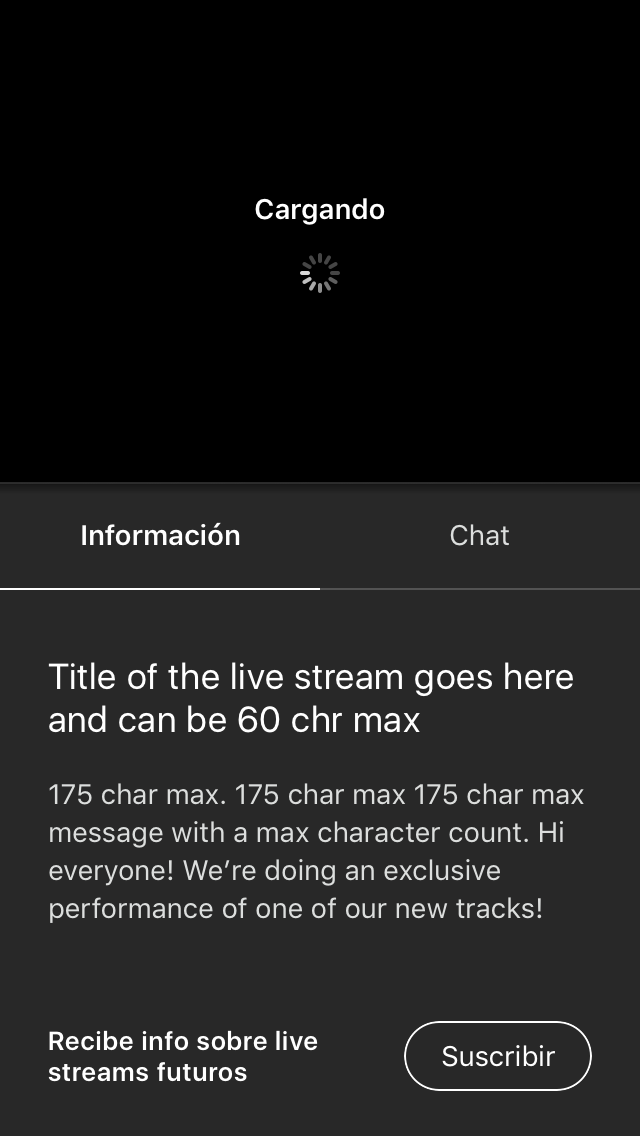 Cargando
Información
Chat
Title of the live stream goes here
and can be 60 chr max
175 char max. 175 char max 175 char max
message with a max character count. Hi
everyone! We’re doing an exclusive
performance of one of our new tracks!
Recibe info sobre live
streams futuros
Suscribir